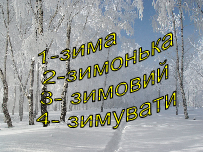 1-зима
2-зимонька
3- зимовий
4- зимувати